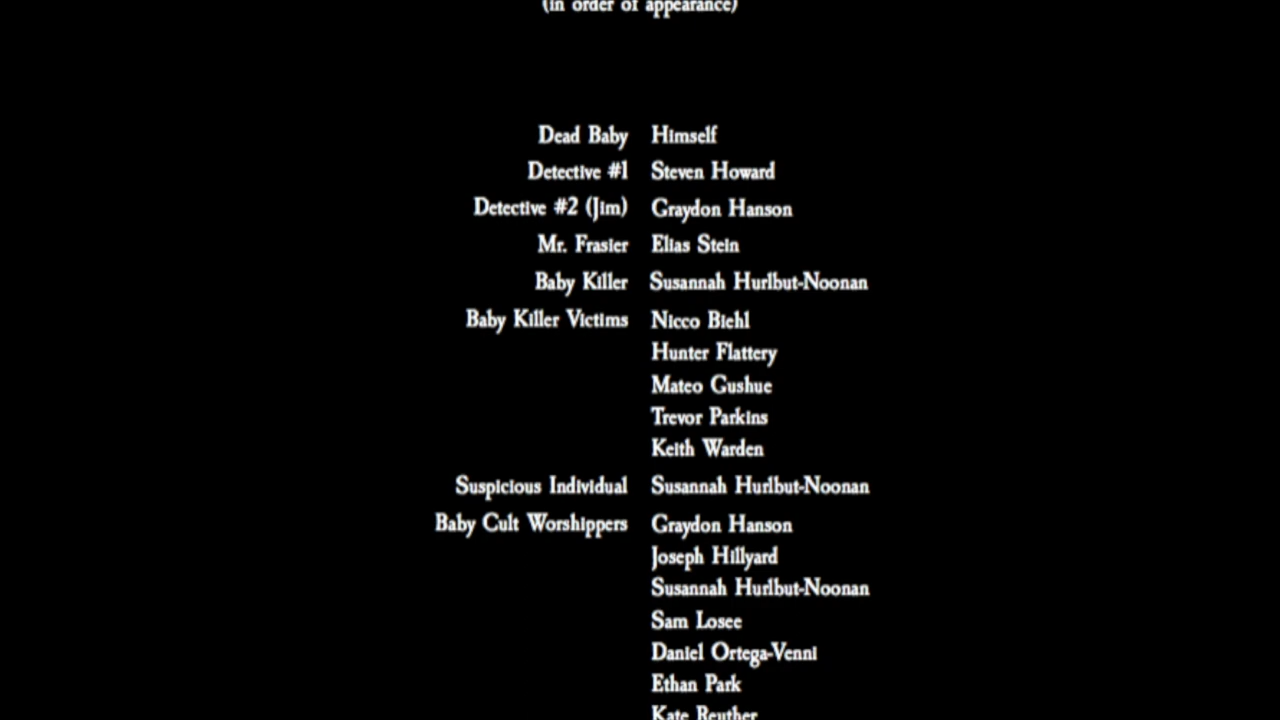 (in order of appearance)
Dead Baby Himself
Detective #1 Steven Howard
Detective #2 (Jim) Graydon Hanson
Mr. Frasier Elias Stein
Baby Killer Susannah Hurlbut-Noonan
Baby Killer Victims Nicco Biehl
Hunter Flattery
Mateo Gushue
Trevor Parkins
Keith Warden
Suspicious Individual Susannah Hurlbut-Noonan
Baby Cult Worshippers Graydon Hanson
Joseph Hillyard
Susannah Hurlbut-Noonan
Sam Losee
Daniel Ortega-Venni
Ethan Park
Kate Reuther